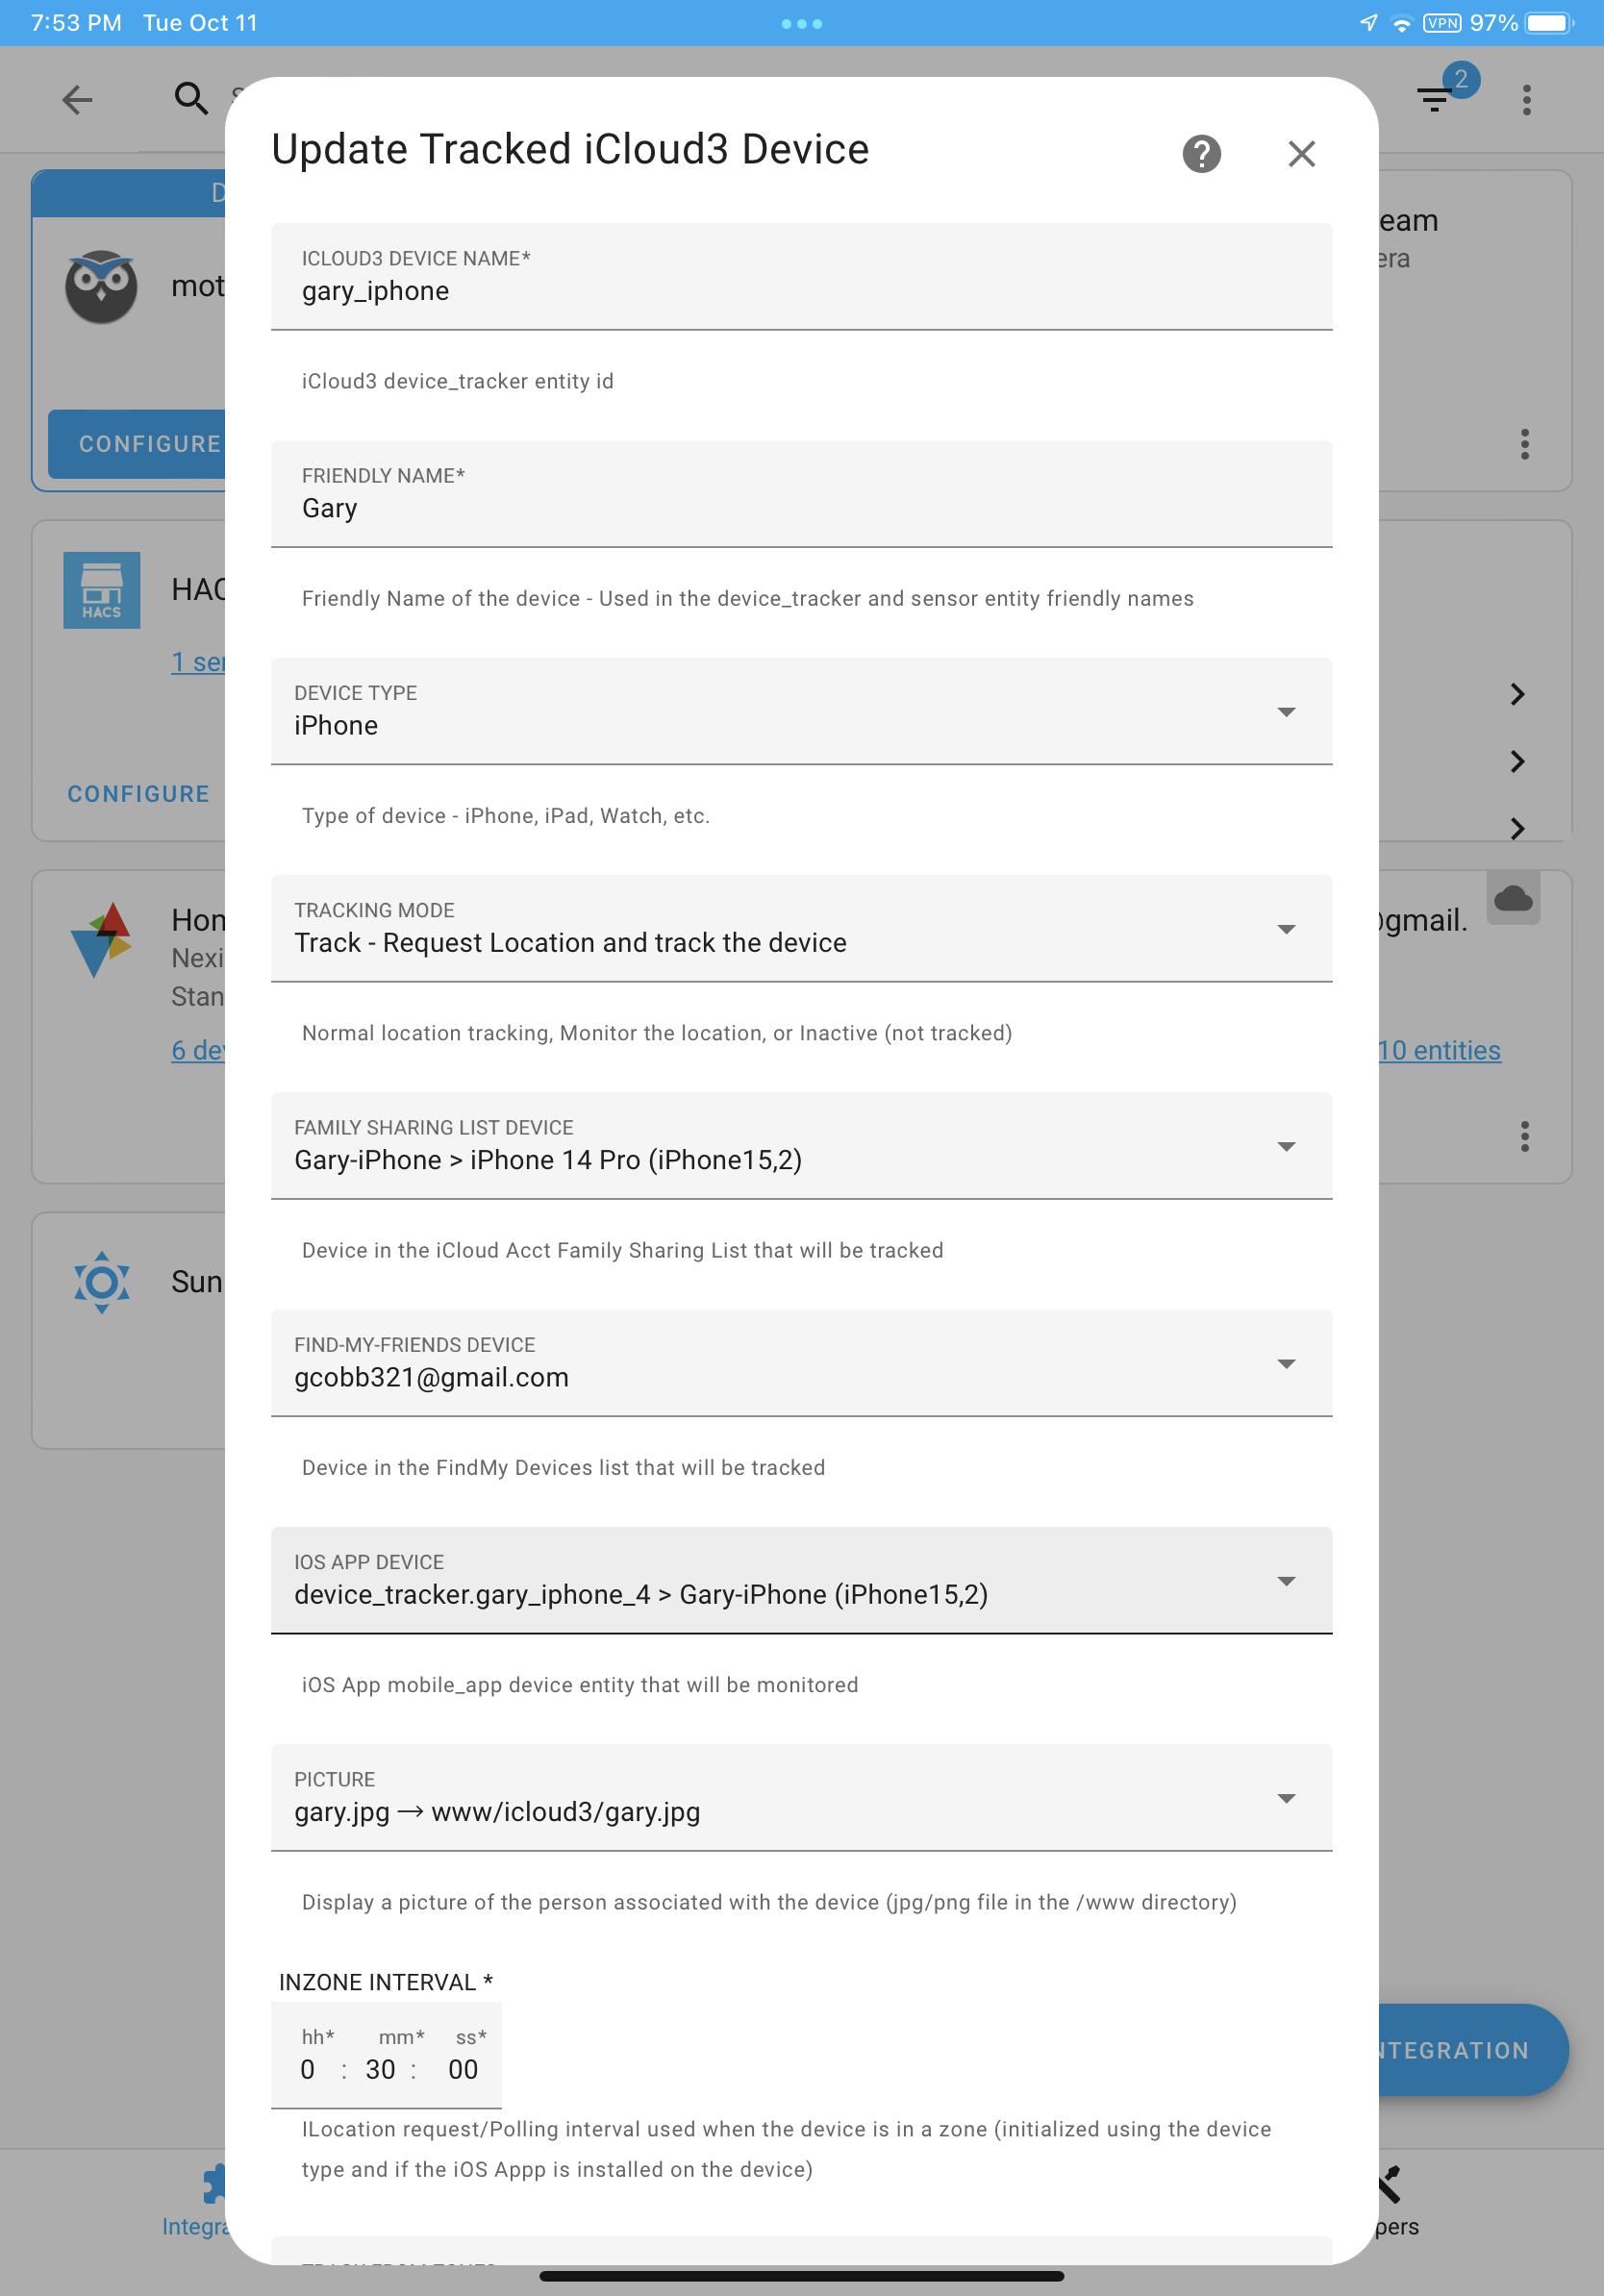 7:53 PM Tue Oct 11
VPN 97%
2
Update Tracked iCloud3 Device
ICLOUD3 DEVICE NAME*
gary_iphone
iCloud3 device_tracker entity id
FRIENDLY NAME*
Gary
Friendly Name of the device - Used in the device_tracker and sensor entity friendly names
DEVICE TYPE
iPhone
Type of device - iPhone, iPad, Watch, etc.
TRACKING MODE
Track - Request Location and track the device
Normal location tracking, Monitor the location, or Inactive (not tracked)
FAMILY SHARING LIST DEVICE
Gary-iPhone > iPhone 14 Pro (iPhone15,2)
Device in the iCloud Acct Family Sharing List that will be tracked
FIND-MY-FRIENDS DEVICE
gcobb321@gmail.com
Device in the FindMy Devices list that will be tracked
IOS APP DEVICE
device_tracker.gary_iphone_4 > Gary-iPhone (iPhone15,2)
iOS App mobile_app device entity that will be monitored
PICTURE
gary.jpg → www/icloud3/gary.jpg
Display a picture of the person associated with the device (jpg/png file in the /www directory)
INZONE INTERVAL *
hh* mm* ss*
0 : 30 : 00
ILocation request/Polling interval used when the device is in a zone (initialized using the device
type and if the iOS Appp is installed on the device)
D
mot
CONFIGURE
HACS
HAC
1 ser
CONFIGURE
Hon
Nexi
Stan
6 dev
Sun
Integra
eam
era
@gmail.
10 entities
NTEGRATION
pers